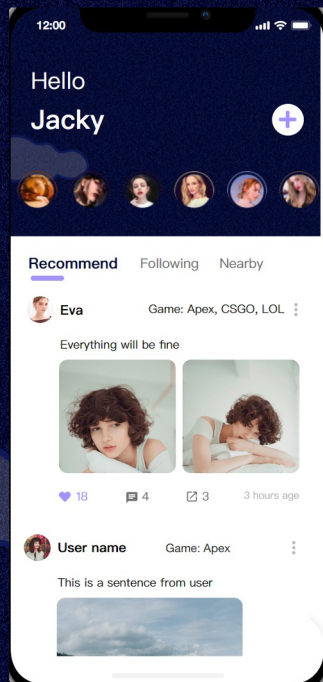 12:00
Hello
Jacky
Recommend Following Nearby
Eva Game: Apex, CSGO, LOL
Everything will be fine
18 4 3 3 hours ago
User name Game: Apex
This is a sentence from user